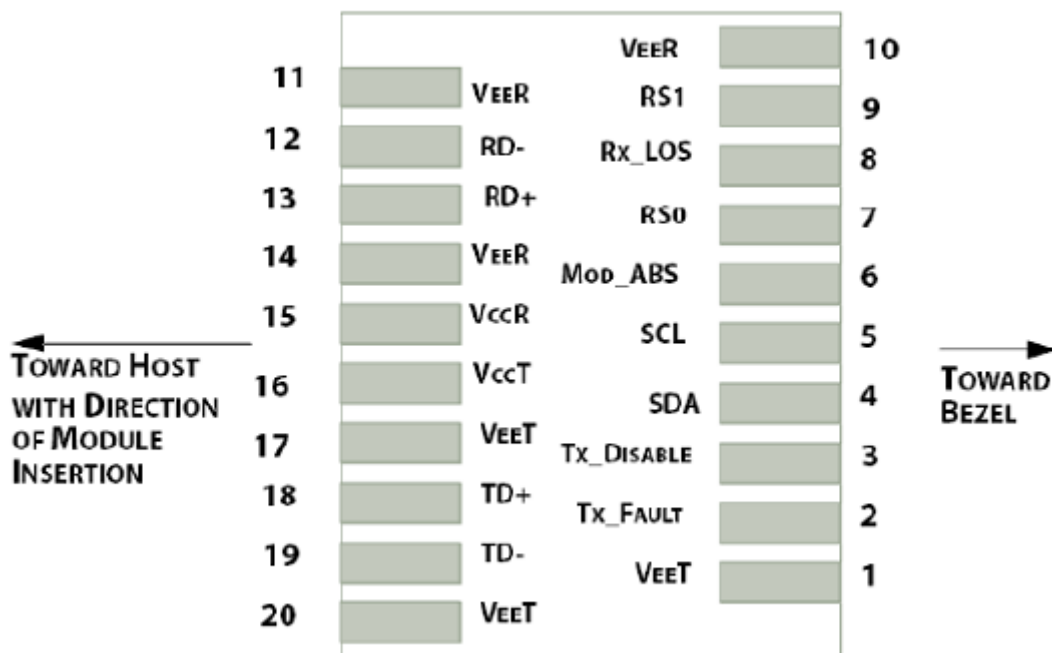 11 VEER
12 RD-
13 RD+
14 VEER
15 VCCR
16 VCCT
17 VEET
18 TD+
19 TD-
20 VEET
VEER 10
RS1 9
RX_LOS 8
RS0 7
MOD_ABS 6
SCL 5
SDA 4
TX_DISABLE 3
TX_FAULT 2
VEET 1
TOWARD HOST
WITH DIRECTION
OF MODULE
INSERTION
TOWARD
BEZEL